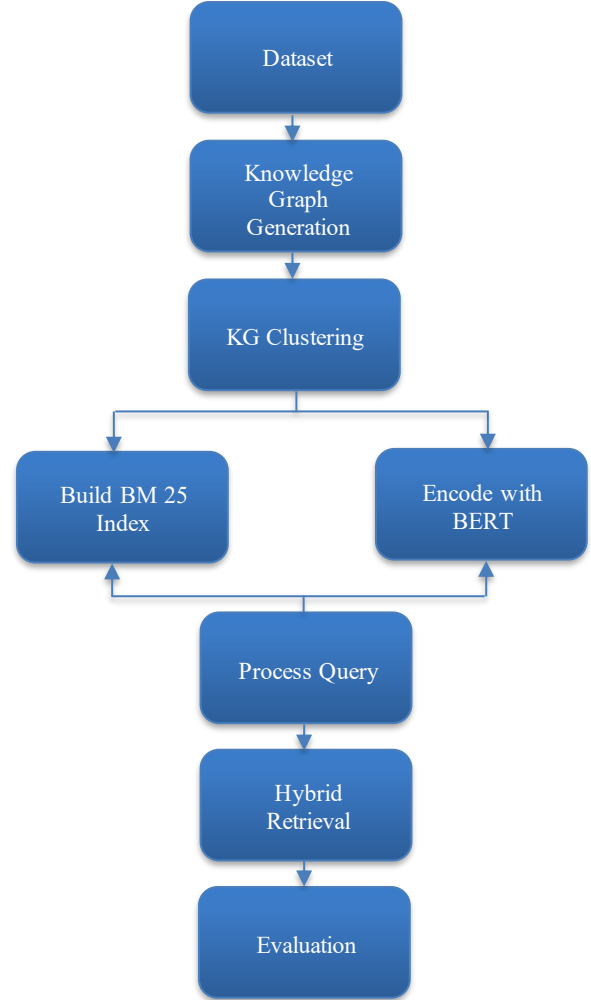 Dataset
Knowledge
Graph
Generation
KG Clustering
Build BM 25
Index
Encode with
BERT
Process Query
Hybrid
Retrieval
Evaluation